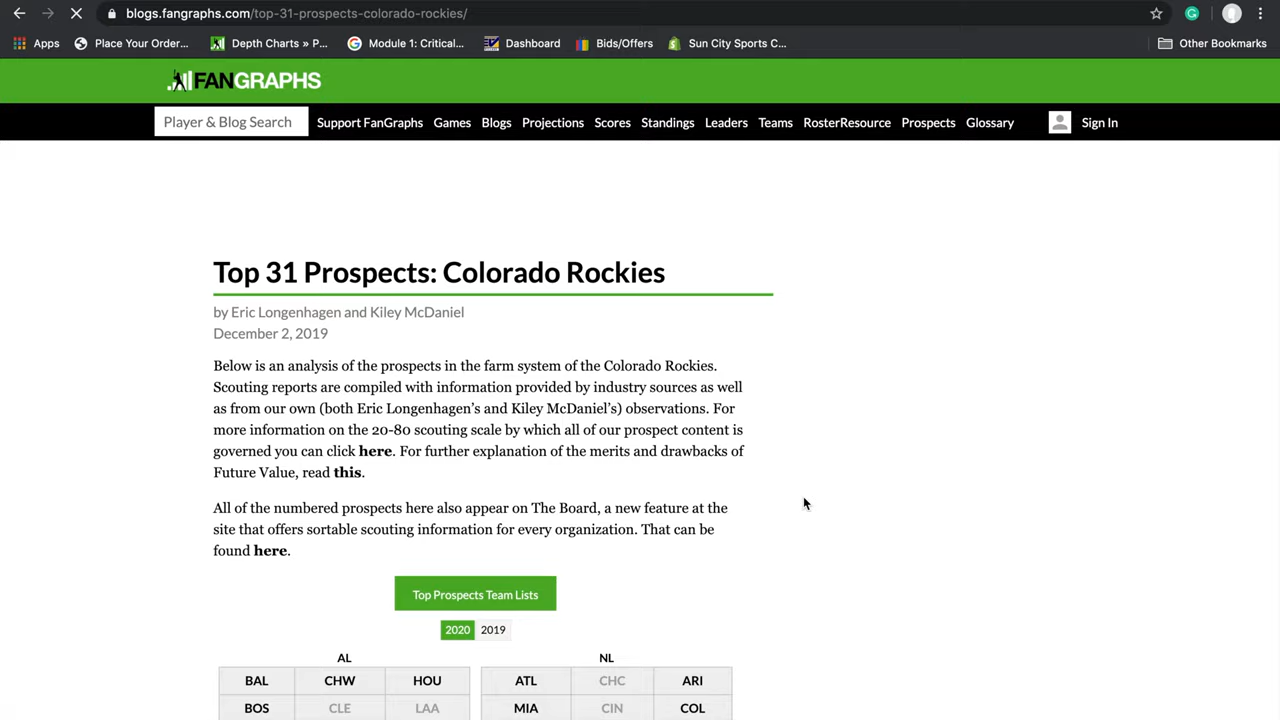 blogs.fangraphs.com/top-31-prospects-colorado-rockies/
Apps Place Your Order... Depth Charts » P... Module 1: Critical... Dashboard Bids/Offers Sun City Sports C... Other Bookmarks
FANGRAPHS
Player & Blog Search Support FanGraphs Games Blogs Projections Scores Standings Leaders Teams RosterResource Prospects Glossary Sign In
Top 31 Prospects: Colorado Rockies
by Eric Longenhagen and Kiley McDaniel
December 2, 2019
Below is an analysis of the prospects in the farm system of the Colorado Rockies.
Scouting reports are compiled with information provided by industry sources as well
as from our own (both Eric Longenhagen’s and Kiley McDaniel’s) observations. For
more information on the 20-80 scouting scale by which all of our prospect content is
governed you can click here. For further explanation of the merits and drawbacks of
Future Value, read this.
All of the numbered prospects here also appear on The Board, a new feature at the
site that offers sortable scouting information for every organization. That can be
found here.
Top Prospects Team Lists
2020 2019
AL NL
BAL CHW HOU ATL CHC ARI
BOS CLE LAA MIA CIN COL